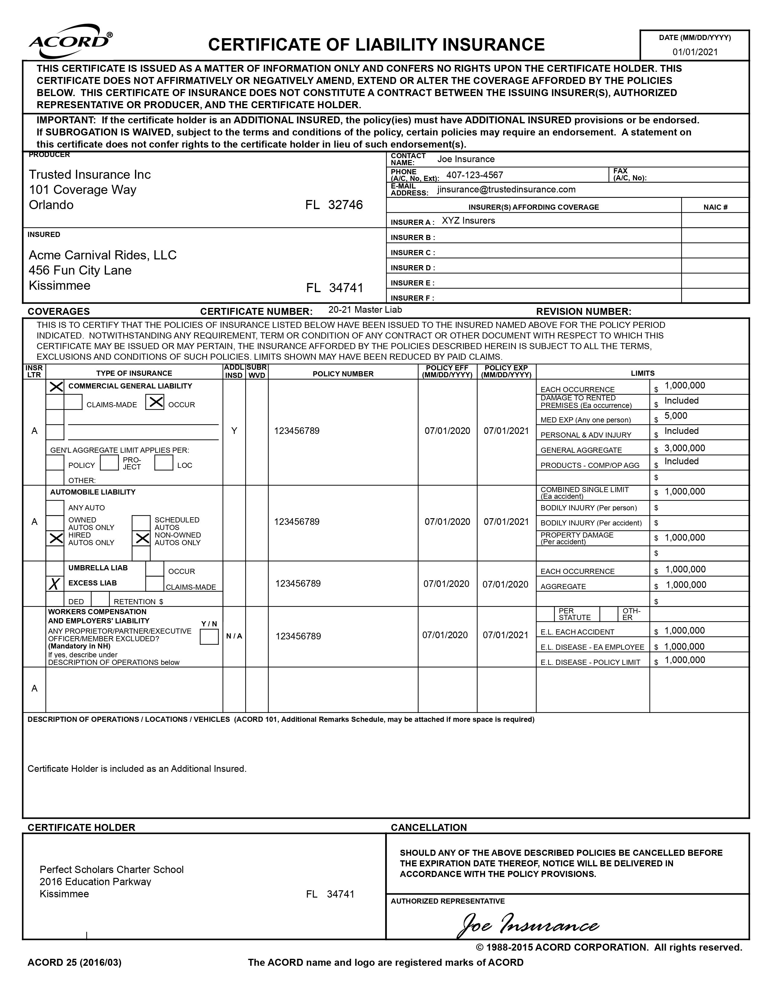 ACORD®
CERTIFICATE OF LIABILITY INSURANCE
DATE (MM/DD/YYYY)
01/01/2021
THIS CERTIFICATE IS ISSUED AS A MATTER OF INFORMATION ONLY AND CONFERS NO RIGHTS UPON THE CERTIFICATE HOLDER. THIS
CERTIFICATE DOES NOT AFFIRMATIVELY OR NEGATIVELY AMEND, EXTEND OR ALTER THE COVERAGE AFFORDED BY THE POLICIES
BELOW. THIS CERTIFICATE OF INSURANCE DOES NOT CONSTITUTE A CONTRACT BETWEEN THE ISSUING INSURER(S), AUTHORIZED
REPRESENTATIVE OR PRODUCER, AND THE CERTIFICATE HOLDER.
IMPORTANT: If the certificate holder is an ADDITIONAL INSURED, the policy(ies) must have ADDITIONAL INSURED provisions or be endorsed.
If SUBROGATION IS WAIVED, subject to the terms and conditions of the policy, certain policies may require an endorsement. A statement on
this certificate does not confer rights to the certificate holder in lieu of such endorsement(s).
PRODUCER
Trusted Insurance Inc
101 Coverage Way
Orlando FL 32746
CONTACT
NAME: Joe Insurance
PHONE
(A/C, No, Ext): 407-123-4567
FAX
(A/C, No):
E-MAIL
ADDRESS: jinsurance@trustedinsurance.com
INSURER(S) AFFORDING COVERAGE NAIC #
INSURER A : XYZ Insurers
INSURED
Acme Carnival Rides, LLC
456 Fun City Lane
Kissimmee FL 34741
INSURER B :
INSURER C :
INSURER D :
INSURER E :
INSURER F :
COVERAGES CERTIFICATE NUMBER: 20-21 Master Liab REVISION NUMBER:
THIS IS TO CERTIFY THAT THE POLICIES OF INSURANCE LISTED BELOW HAVE BEEN ISSUED TO THE INSURED NAMED ABOVE FOR THE POLICY PERIOD
INDICATED. NOTWITHSTANDING ANY REQUIREMENT, TERM OR CONDITION OF ANY CONTRACT OR OTHER DOCUMENT WITH RESPECT TO WHICH THIS
CERTIFICATE MAY BE ISSUED OR MAY PERTAIN, THE INSURANCE AFFORDED BY THE POLICIES DESCRIBED HEREIN IS SUBJECT TO ALL THE TERMS,
EXCLUSIONS AND CONDITIONS OF SUCH POLICIES. LIMITS SHOWN MAY HAVE BEEN REDUCED BY PAID CLAIMS.
INSR
LTR
TYPE OF INSURANCE
ADDL
INSD
SUBR
WVD
POLICY NUMBER
POLICY EFF
(MM/DD/YYYY)
POLICY EXP
(MM/DD/YYYY)
LIMITS
A
X COMMERCIAL GENERAL LIABILITY
CLAIMS-MADE X OCCUR
GEN'L AGGREGATE LIMIT APPLIES PER:
POLICY
PRO-
JECT
LOC
OTHER:
Y
123456789
07/01/2020
07/01/2021
EACH OCCURRENCE $ 1,000,000
DAMAGE TO RENTED
PREMISES (Ea occurrence) $ Included
MED EXP (Any one person) $ 5,000
PERSONAL & ADV INJURY $ Included
GENERAL AGGREGATE $ 3,000,000
PRODUCTS - COMP/OP AGG $ Included
$
A
AUTOMOBILE LIABILITY
ANY AUTO
OWNED
AUTOS ONLY
SCHEDULED
AUTOS
X HIRED
AUTOS ONLY
X NON-OWNED
AUTOS ONLY
123456789
07/01/2020
07/01/2021
COMBINED SINGLE LIMIT
(Ea accident) $ 1,000,000
BODILY INJURY (Per person) $
BODILY INJURY (Per accident) $
PROPERTY DAMAGE
(Per accident) $ 1,000,000
$
UMBRELLA LIAB OCCUR
X EXCESS LIAB CLAIMS-MADE
DED RETENTION $
123456789
07/01/2020
07/01/2020
EACH OCCURRENCE $ 1,000,000
AGGREGATE $ 1,000,000
$
WORKERS COMPENSATION
AND EMPLOYERS' LIABILITY
Y / N
ANY PROPRIETOR/PARTNER/EXECUTIVE
OFFICER/MEMBER EXCLUDED?
(Mandatory in NH)
If yes, describe under
DESCRIPTION OF OPERATIONS below
N / A
123456789
07/01/2020
07/01/2021
PER
STATUTE
OTH-
ER
E.L. EACH ACCIDENT $ 1,000,000
E.L. DISEASE - EA EMPLOYEE $ 1,000,000
E.L. DISEASE - POLICY LIMIT $ 1,000,000
A
DESCRIPTION OF OPERATIONS / LOCATIONS / VEHICLES (ACORD 101, Additional Remarks Schedule, may be attached if more space is required)
Certificate Holder is included as an Additional Insured.
CERTIFICATE HOLDER
Perfect Scholars Charter School
2016 Education Parkway
Kissimmee FL 34741
CANCELLATION
SHOULD ANY OF THE ABOVE DESCRIBED POLICIES BE CANCELLED BEFORE
THE EXPIRATION DATE THEREOF, NOTICE WILL BE DELIVERED IN
ACCORDANCE WITH THE POLICY PROVISIONS.
AUTHORIZED REPRESENTATIVE
Joe Insurance
© 1988-2015 ACORD CORPORATION. All rights reserved.
ACORD 25 (2016/03) The ACORD name and logo are registered marks of ACORD